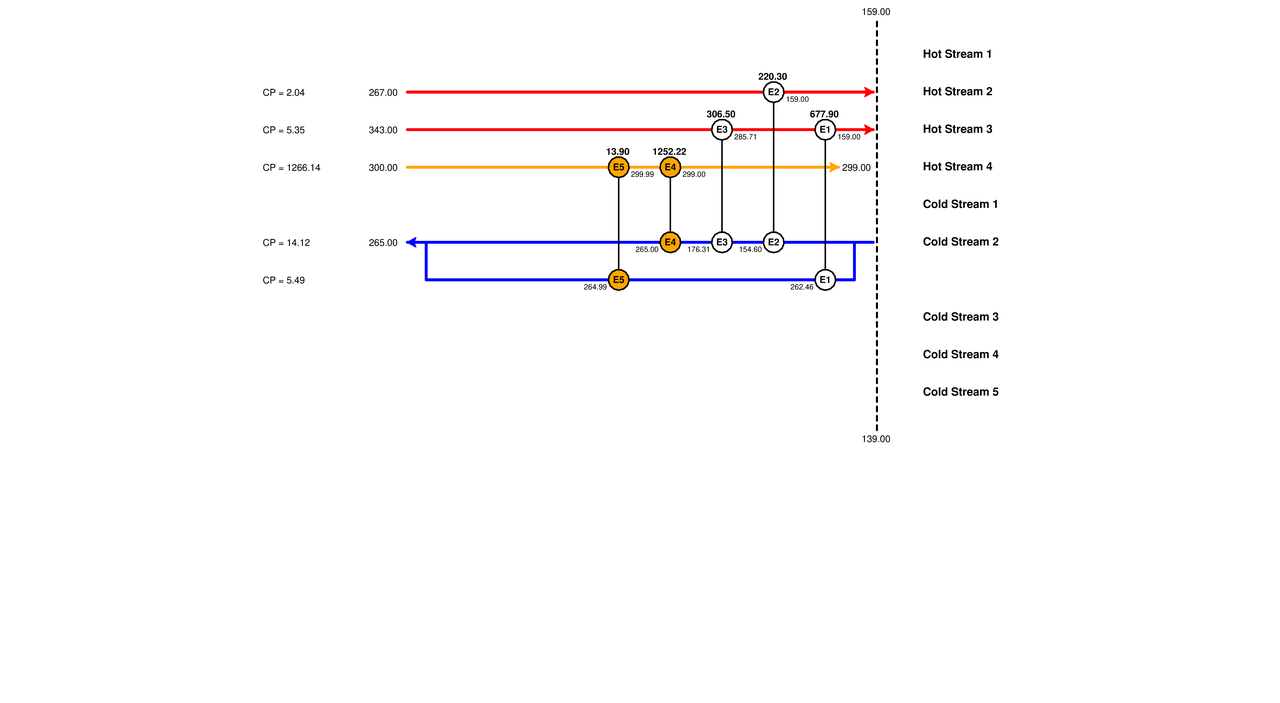 159.00
Hot Stream 1
220.30
CP = 2.04 267.00 E2 159.00 Hot Stream 2
306.50 677.90
CP = 5.35 343.00 E3 285.71 E1 159.00 Hot Stream 3
13.90 1252.22
CP = 1266.14 300.00 E5 299.99 E4 299.00 299.00 Hot Stream 4
Cold Stream 1
CP = 14.12 265.00 265.00 E4 176.31 E3 154.60 E2 Cold Stream 2
CP = 5.49 264.99 E5 262.46 E1
Cold Stream 3
Cold Stream 4
Cold Stream 5
139.00